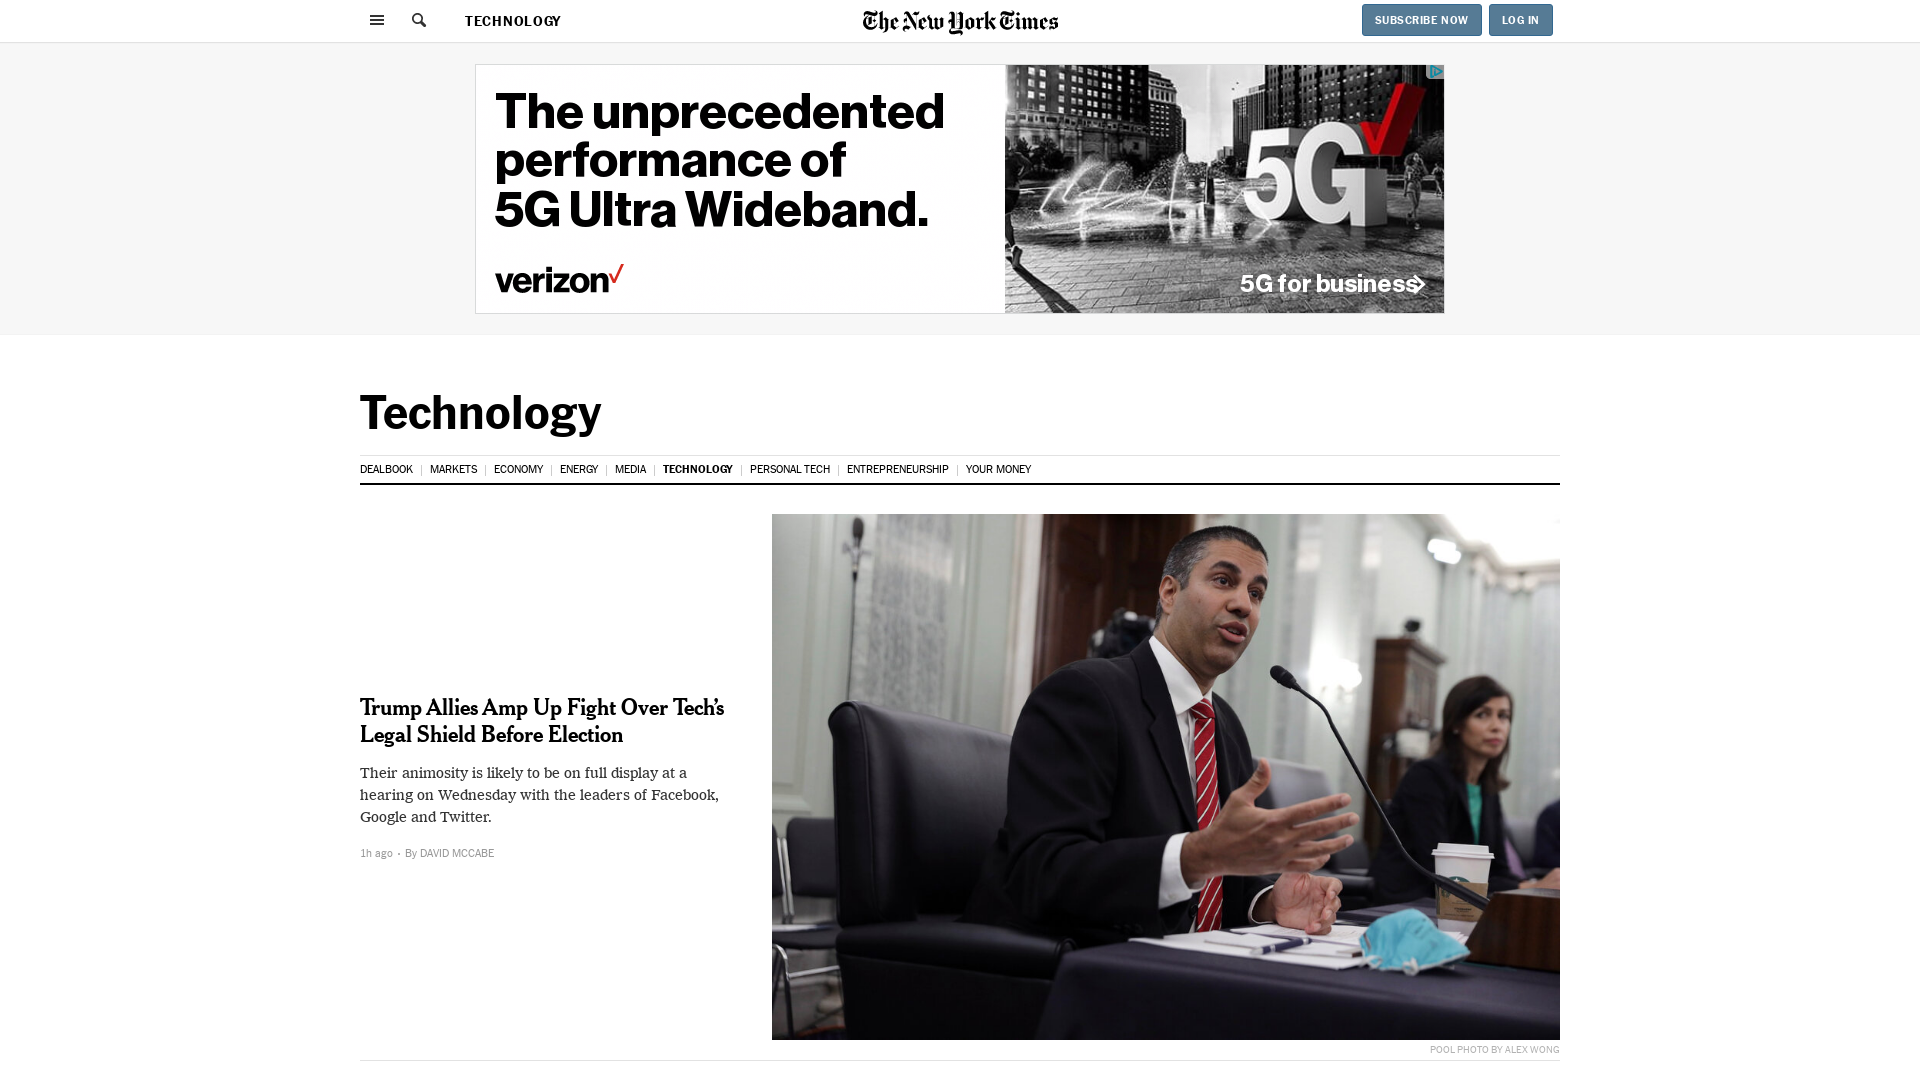 TECHNOLOGY
The New York Times
SUBSCRIBE NOW
LOG IN
The unprecedented
performance of
5G Ultra Wideband.
verizon
5G
5G for business
Technology
DEALBOOK
MARKETS
ECONOMY
ENERGY
MEDIA
TECHNOLOGY
PERSONAL TECH
ENTREPRENEURSHIP
YOUR MONEY
Trump Allies Amp Up Fight Over Tech’s
Legal Shield Before Election
Their animosity is likely to be on full display at a
hearing on Wednesday with the leaders of Facebook,
Google and Twitter.
1h ago • By DAVID MCCABE
POOL PHOTO BY ALEX WONG